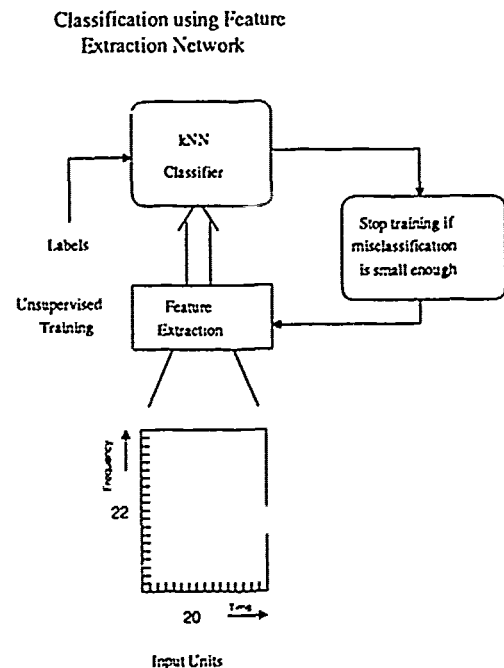 Classification using Feature
Extraction Network
kNN
Classifier
Labels
Stop training if
misclassification
is small enough
Unsupervised
Training
Feature
Extraction
Frequency
22
20
Time
Input Units